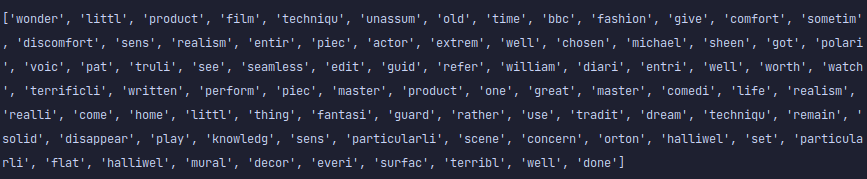 ['wonder', 'littl', 'product', 'film', 'techniqu', 'unassum', 'old', 'time', 'bbc', 'fashion', 'give', 'comfort', 'sometim'
, 'discomfort', 'sens', 'realism', 'entir', 'piec', 'actor', 'extrem', 'well', 'chosen', 'michael', 'sheen', 'got', 'polari
', 'voic', 'pat', 'truli', 'see', 'seamless', 'edit', 'guid', 'refer', 'william', 'diari', 'entri', 'well', 'worth', 'watch
', 'terrificli', 'written', 'perform', 'piec', 'master', 'product', 'one', 'great', 'master', 'comedi', 'life', 'realism',
'realli', 'come', 'home', 'littl', 'thing', 'fantasi', 'guard', 'rather', 'use', 'tradit', 'dream', 'techniqu', 'remain', '
solid', 'disappear', 'play', 'knowledg', 'sens', 'particularli', 'scene', 'concern', 'orton', 'halliwel', 'set', 'particula
rli', 'flat', 'halliwel', 'mural', 'decor', 'everi', 'surfac', 'terribl', 'well', 'done']